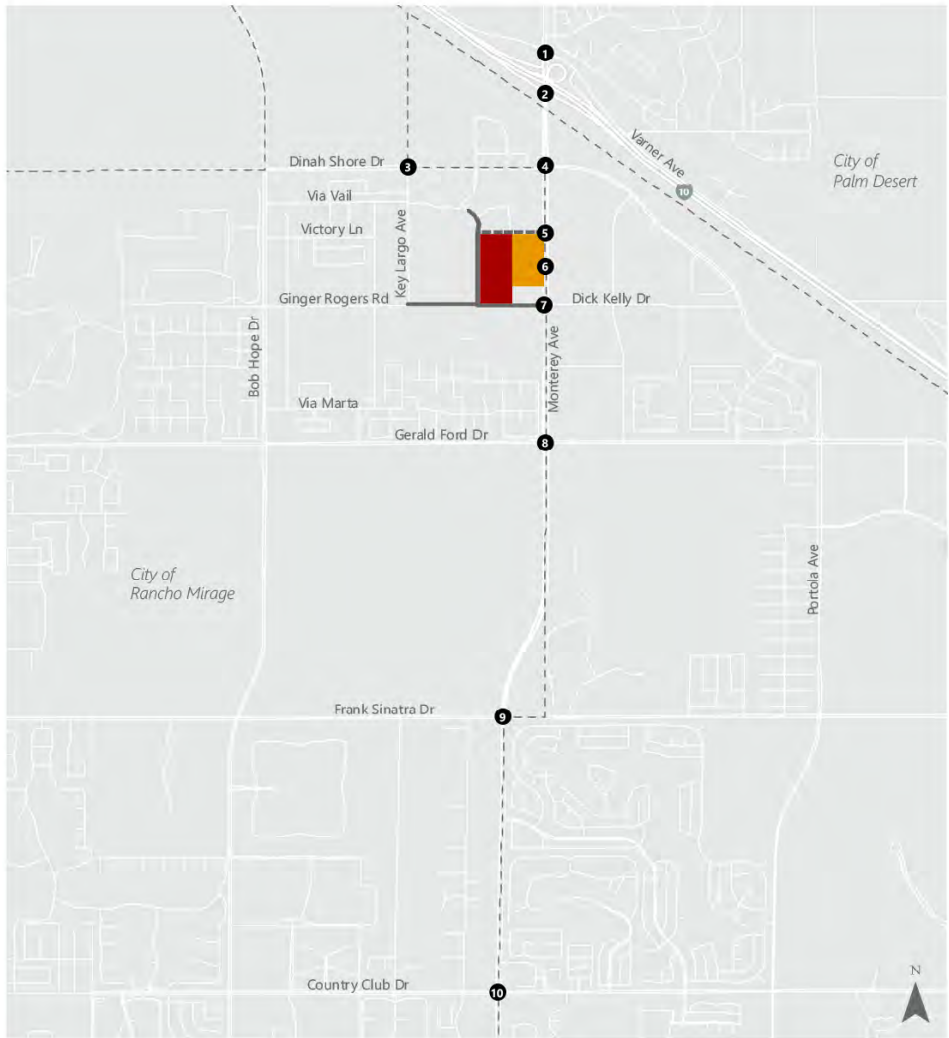 1
2
Varner Ave
City of
Palm Desert
10
Dinah Shore Dr
3
4
Via Vail
Key Largo Ave
Victory Ln
5
6
Ginger Rogers Rd
7
Dick Kelly Dr
Bob Hope Dr
Monterey Ave
Via Marta
Gerald Ford Dr
8
City of
Rancho Mirage
Portola Ave
Frank Sinatra Dr
9
Country Club Dr
10
N